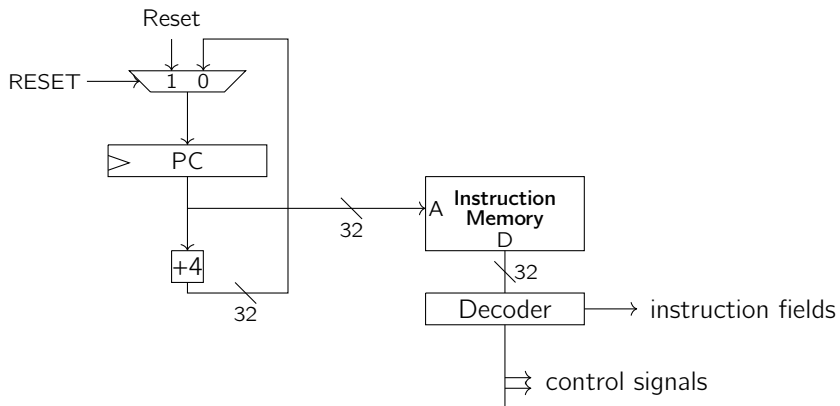 Reset
RESET
1 0
PC
32
A
Instruction
Memory
D
+4
32
32
Decoder
instruction fields
control signals